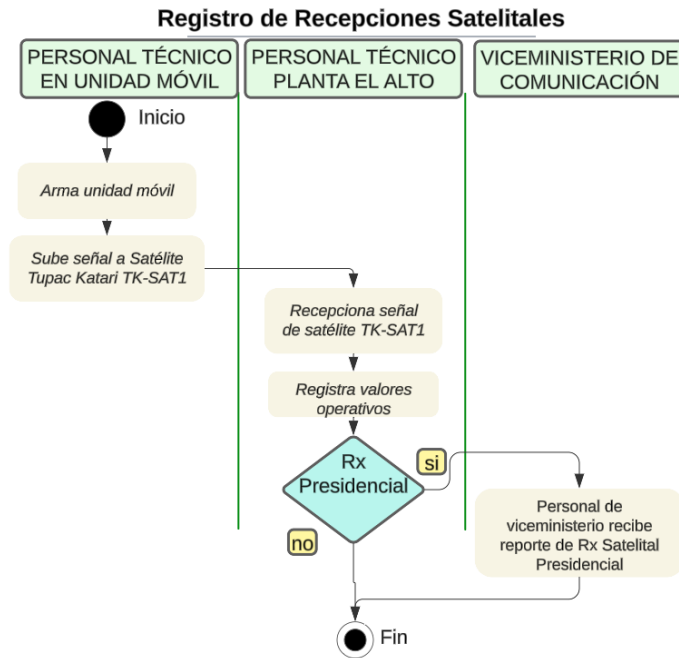 Registro de Recepciones Satelitales
PERSONAL TÉCNICO
EN UNIDAD MÓVIL
PERSONAL TÉCNICO
PLANTA EL ALTO
VICEMINISTERIO DE
COMUNICACIÓN
Inicio
Arma unidad móvil
Sube señal a Satélite
Tupac Katari TK-SAT1
Recepciona señal
de satélite TK-SAT1
Registra valores
operativos
Rx
Presidencial
si
no
Personal de
viceministerio recibe
reporte de Rx Satelital
Presidencial
Fin